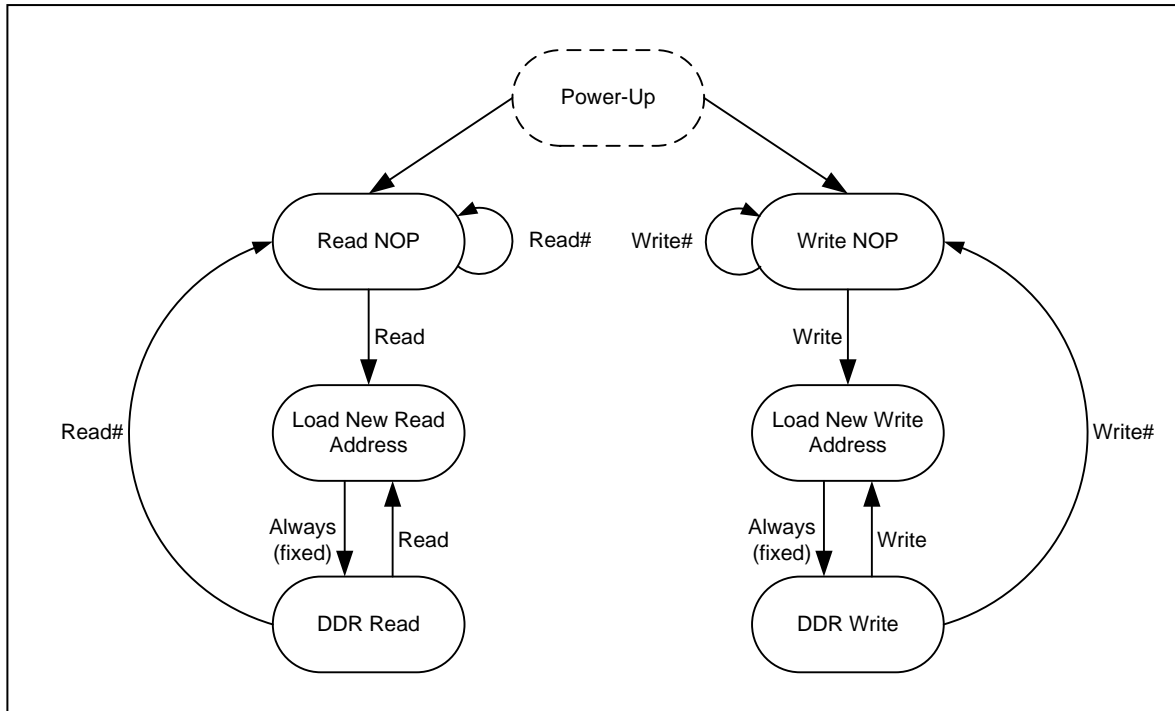 Power-Up
Read NOP
Read#
Write#
Write NOP
Read
Write
Load New Read
Address
Load New Write
Address
Read#
Write#
Always
(fixed)
Read
Always
(fixed)
Write
DDR Read
DDR Write